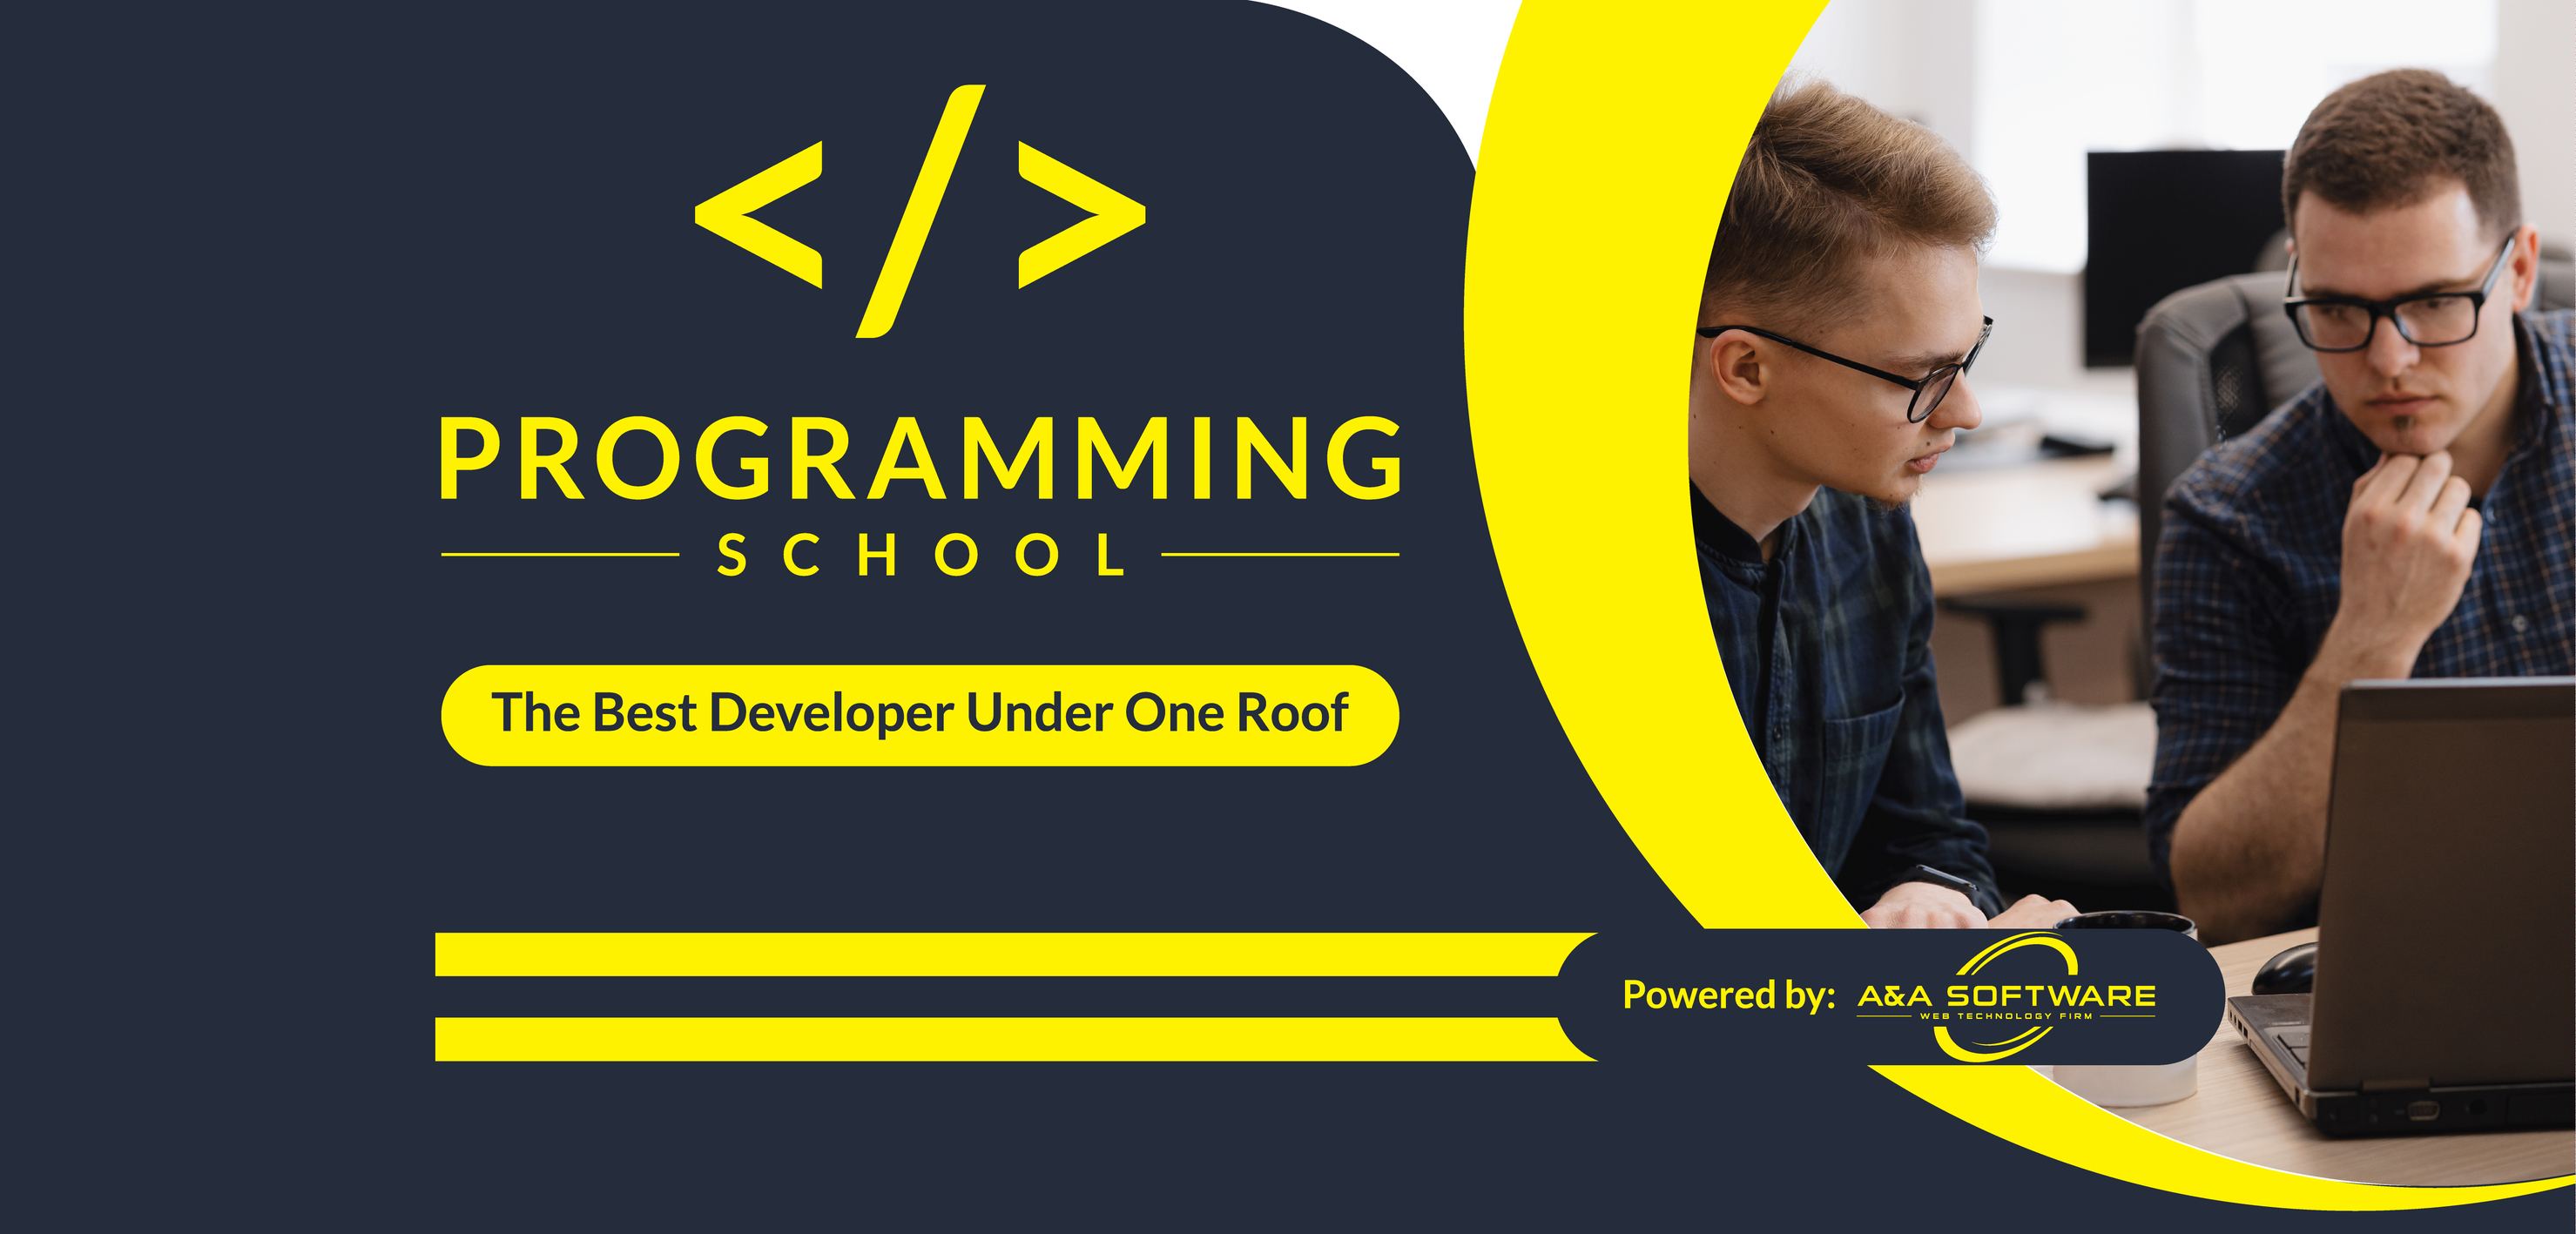 </>
PROGRAMMING
SCHOOL
The Best Developer Under One Roof
Powered by: A&A SOFTWARE
WEB TECHNOLOGY FIRM